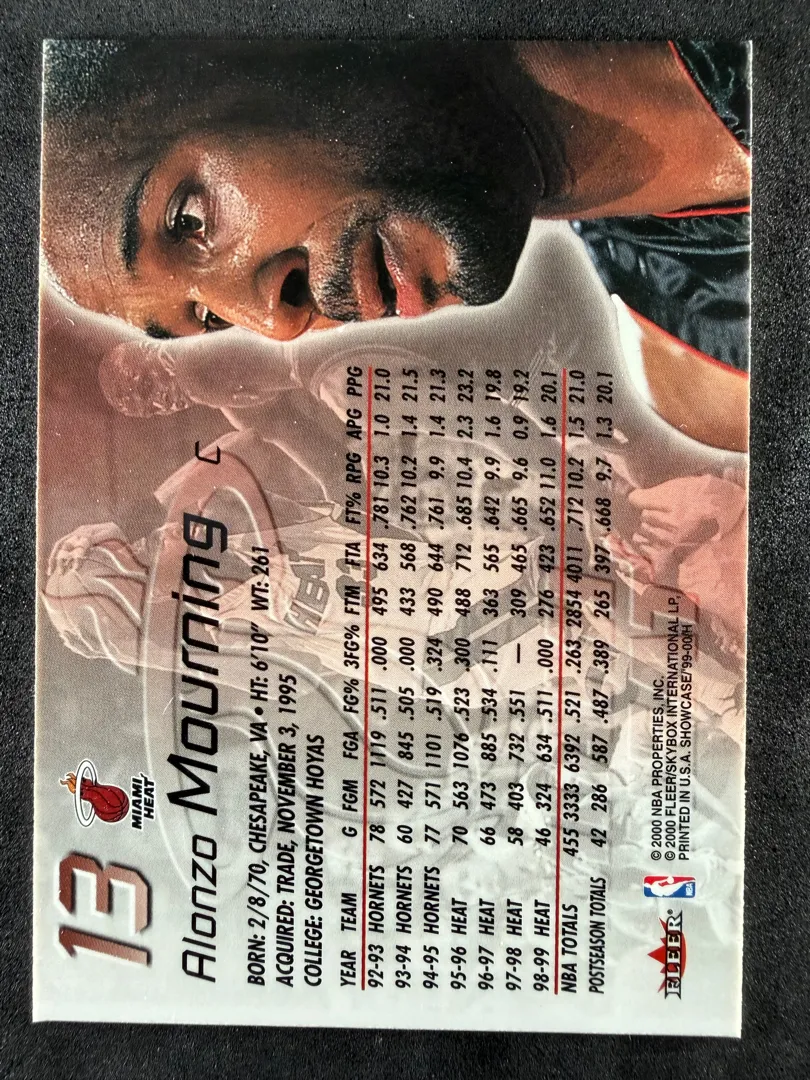 13
MIAMI
HEAT
Alonzo Mourning C
BORN: 2/8/70, CHESAPEAKE, VA • HT: 6'10" WT: 261
ACQUIRED: TRADE, NOVEMBER 3, 1995
COLLEGE: GEORGETOWN HOYAS
YEAR TEAM G FGM FGA FG% 3FG% FTM FTA FT% RPG APG PPG
92-93 HORNETS 78 572 1119 .511 .000 495 634 .781 10.3 1.0 21.0
93-94 HORNETS 60 427 845 .505 .000 433 568 .762 10.2 1.4 21.5
94-95 HORNETS 77 571 1101 .519 .324 490 644 .761 9.9 1.4 21.3
95-96 HEAT 70 563 1076 .523 .300 488 712 .685 10.4 2.3 23.2
96-97 HEAT 66 473 885 .534 .111 363 565 .642 9.9 1.6 19.8
97-98 HEAT 58 403 732 .551 — 309 465 .665 9.6 0.9 19.2
98-99 HEAT 46 324 634 .511 .000 276 423 .652 11.0 1.6 20.1
NBA TOTALS 455 3333 6392 .521 .263 2854 4011 .712 10.2 1.5 21.0
POSTSEASON TOTALS 42 286 587 .487 .389 265 397 .668 9.7 1.3 20.1
FLEER®
NBA
© 2000 NBA PROPERTIES, INC.
© 2000 FLEER/SKYBOX INTERNATIONAL LP,
PRINTED IN U.S.A. SHOWCASE/'99-00H
HEAT